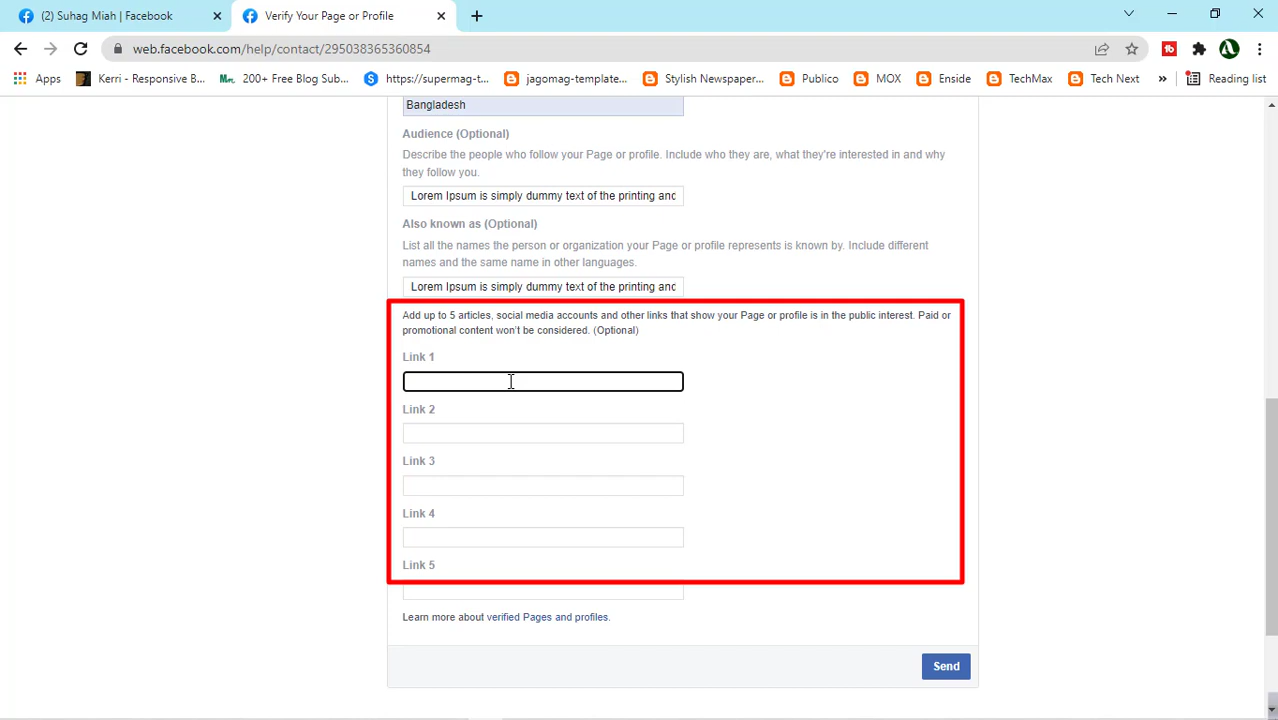 (2) Suhag Miah | Facebook
Verify Your Page or Profile
web.facebook.com/help/contact/295038365360854
Apps
Kerri - Responsive B...
200+ Free Blog Sub...
https://supermag-t...
jagomag-template...
Stylish Newspaper...
Publico
MOX
Enside
TechMax
Tech Next
»
Reading list
Bangladesh
Audience (Optional)
Describe the people who follow your Page or profile. Include who they are, what they're interested in and why
they follow you.
Lorem Ipsum is simply dummy text of the printing and
Also known as (Optional)
List all the names the person or organization your Page or profile represents is known by. Include different
names and the same name in other languages.
Lorem Ipsum is simply dummy text of the printing and
Add up to 5 articles, social media accounts and other links that show your Page or profile is in the public interest. Paid or
promotional content won't be considered. (Optional)
Link 1
Link 2
Link 3
Link 4
Link 5
Learn more about verified Pages and profiles.
Send